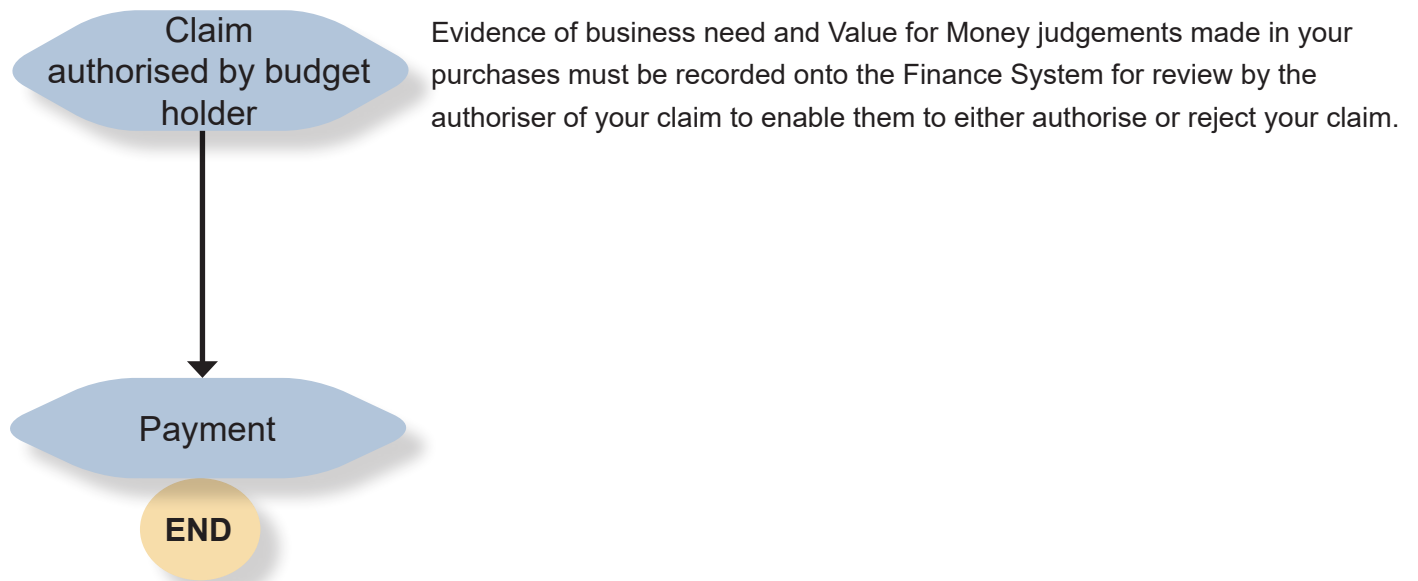 Claim
authorised by budget
holder
Evidence of business need and Value for Money judgements made in your
purchases must be recorded onto the Finance System for review by the
authoriser of your claim to enable them to either authorise or reject your claim.
Payment
END